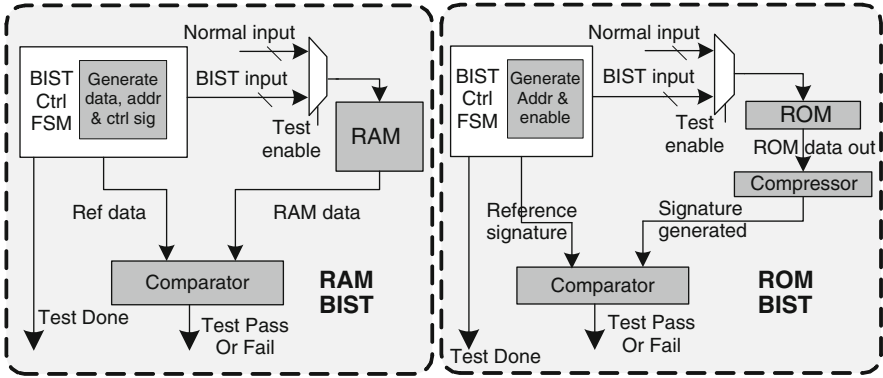 Normal input
BIST
Ctrl
FSM
Generate
data, addr
& ctrl sig
BIST input
Test
enable
RAM
Ref data
RAM data
Comparator
RAM
BIST
Test Done
Test Pass
Or Fail
Normal input
BIST
Ctrl
FSM
Generate
Addr &
enable
BIST input
Test
enable
ROM
ROM data out
Compressor
Reference
signature
Signature
generated
Comparator
ROM
BIST
Test Pass
Or Fail
Test Done